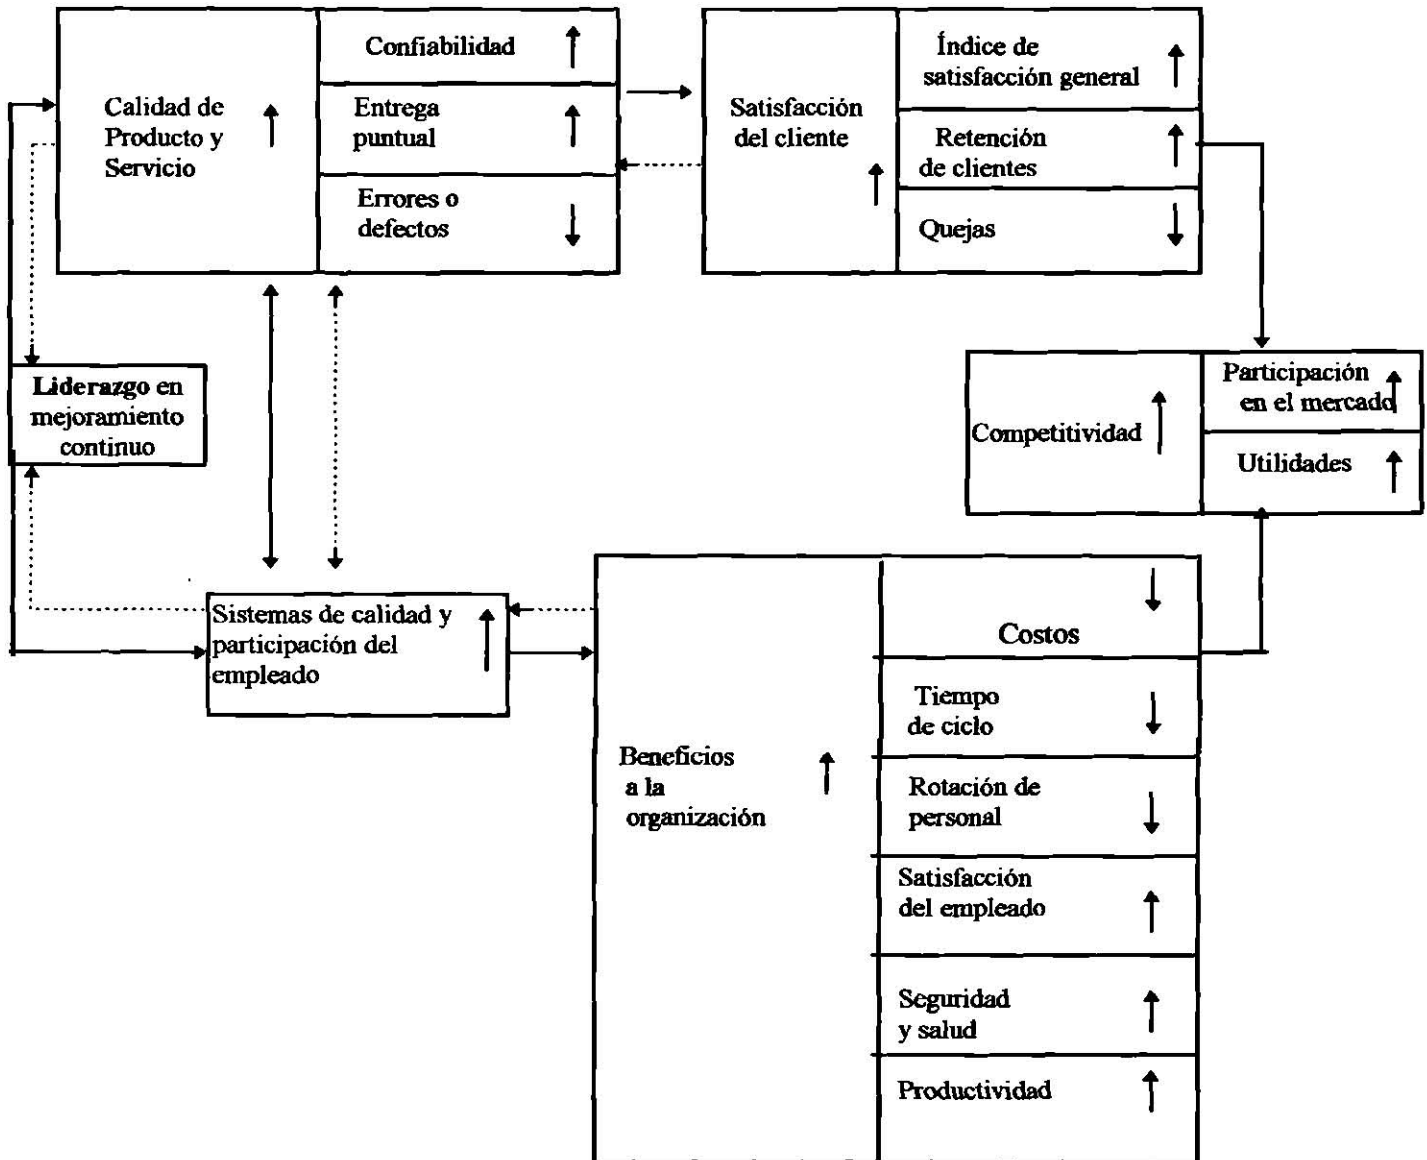 Calidad de
Producto y
Servicio
Confiabilidad
Entrega
puntual
Errores o
defectos
Satisfacción
del cliente
Índice de
satisfacción general
Retención
de clientes
Quejas
Liderazgo en
mejoramiento
continuo
Competitividad
Participación
en el mercado
Utilidades
Sistemas de calidad y
participación del
empleado
Beneficios
a la
organización
Costos
Tiempo
de ciclo
Rotación de
personal
Satisfacción
del empleado
Seguridad
y salud
Productividad